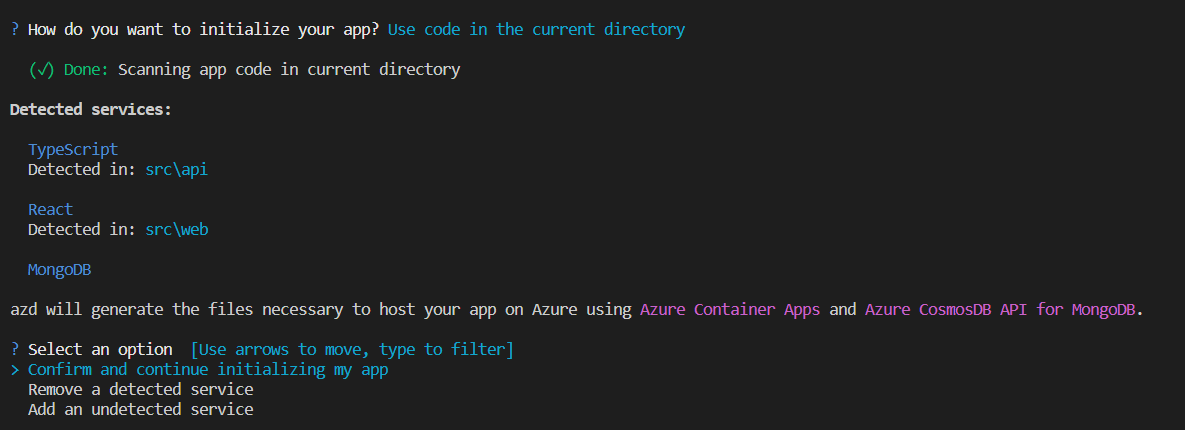 ? How do you want to initialize your app? Use code in the current directory
(✓) Done: Scanning app code in current directory
Detected services:
TypeScript
Detected in: src\api
React
Detected in: src\web
MongoDB
azd will generate the files necessary to host your app on Azure using Azure Container Apps and Azure CosmosDB API for MongoDB.
? Select an option  [Use arrows to move, type to filter]
> Confirm and continue initializing my app
Remove a detected service
Add an undetected service